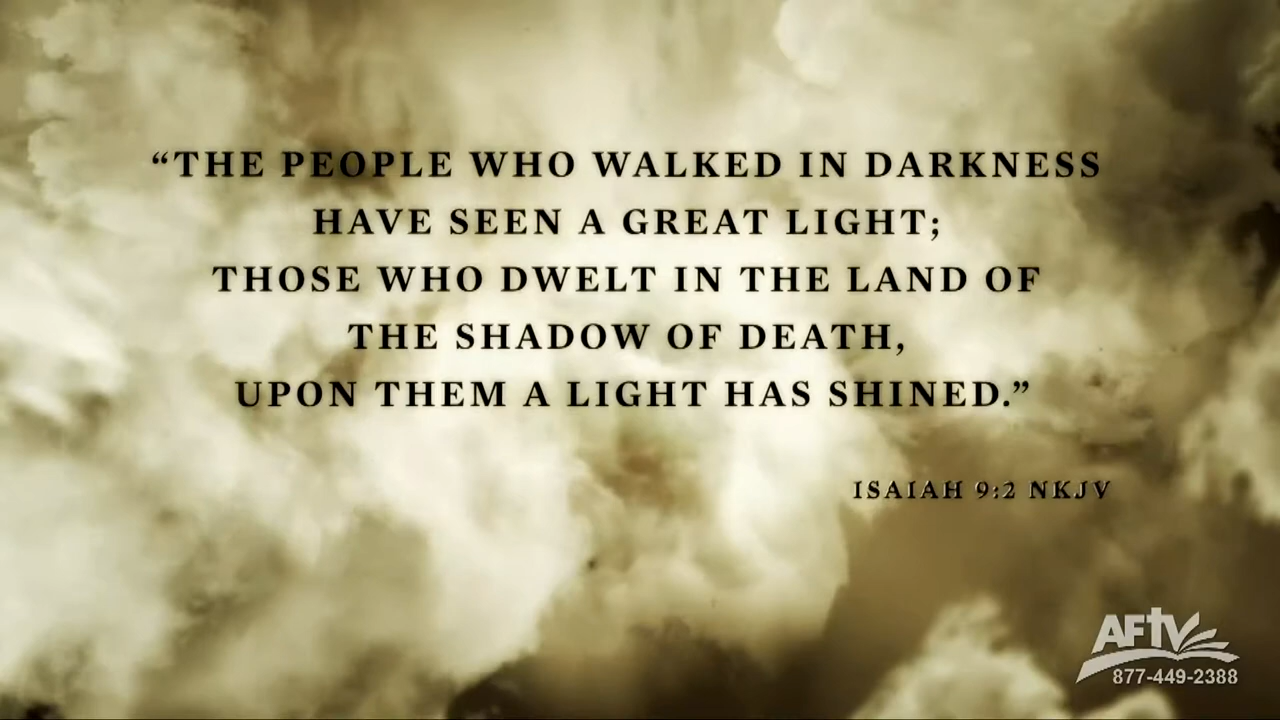 “THE PEOPLE WHO WALKED IN DARKNESS
HAVE SEEN A GREAT LIGHT;
THOSE WHO DWELT IN THE LAND OF
THE SHADOW OF DEATH,
UPON THEM A LIGHT HAS SHINED.”
ISAIAH 9:2 NKJV
AFTV
877-449-2388